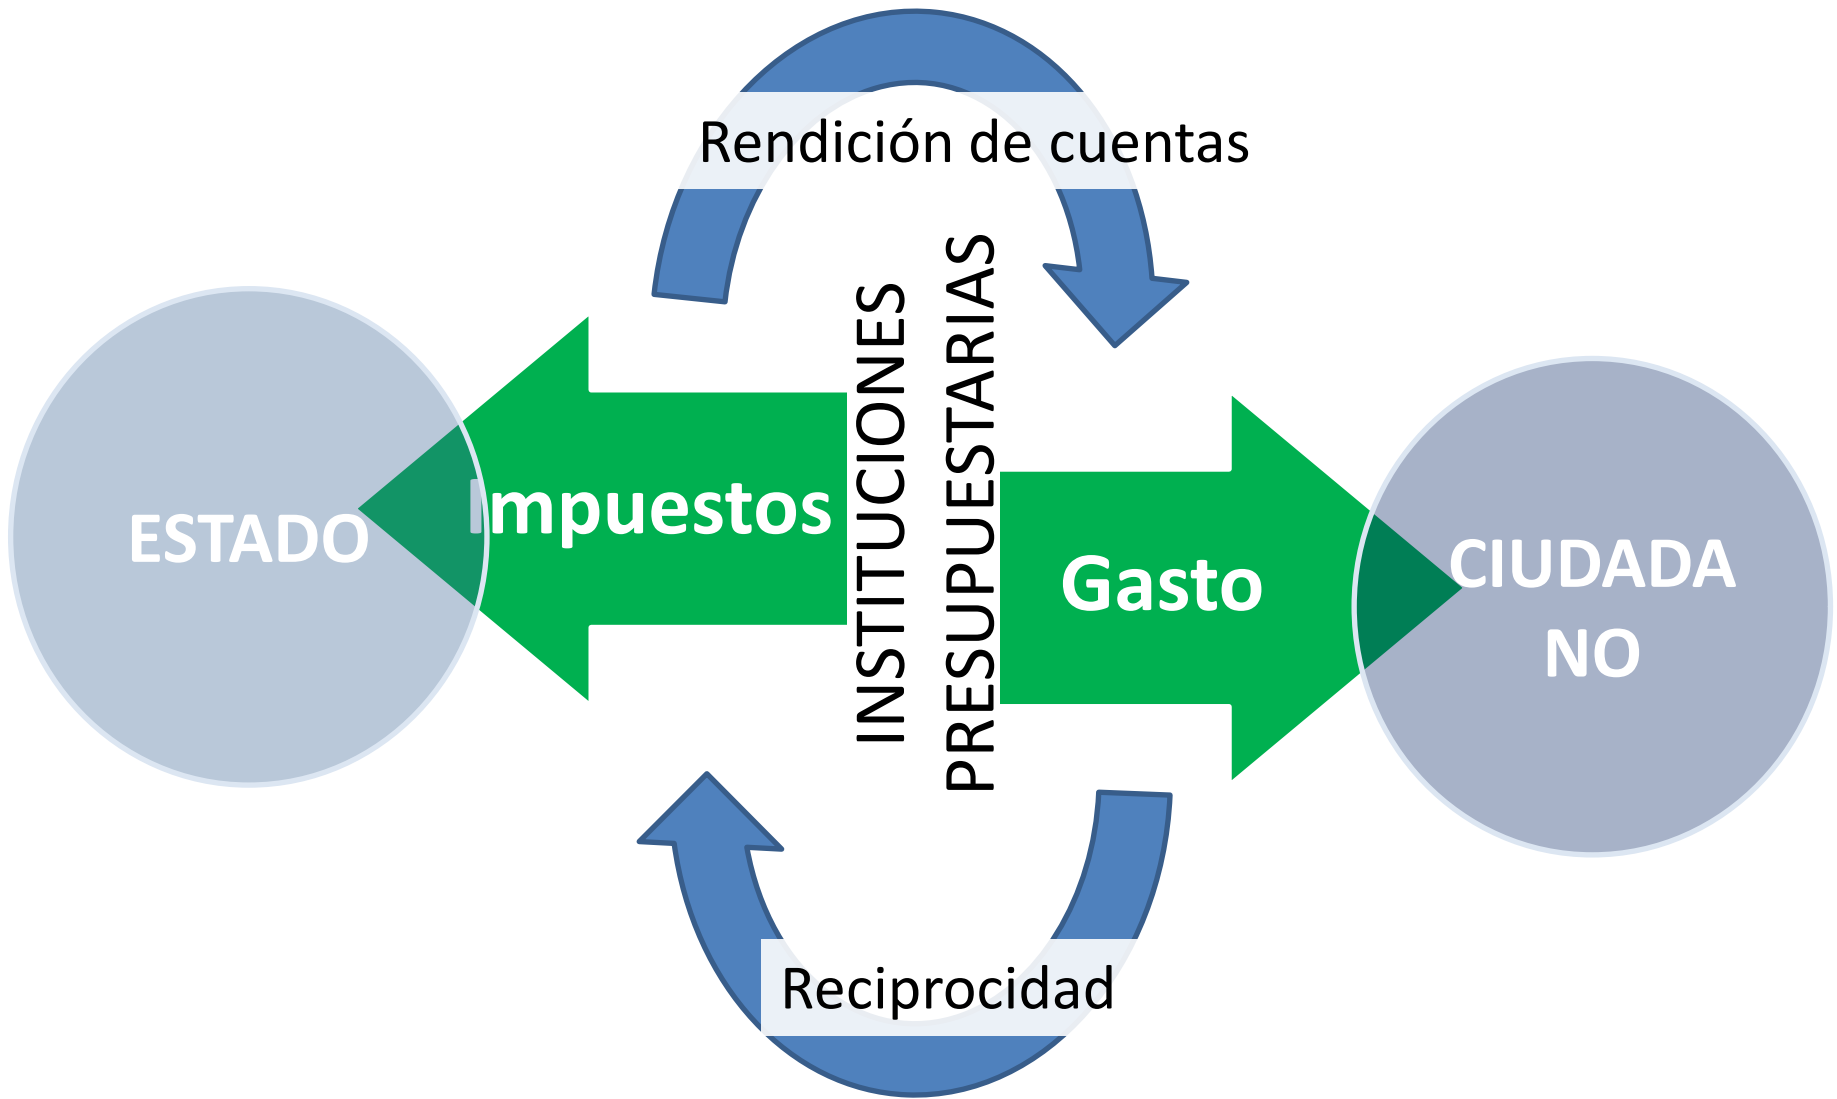 Rendición de cuentas
ESTADO
Impuestos
INSTITUCIONES
PRESUPUESTARIAS
Gasto
CIUDADA
NO
Reciprocidad